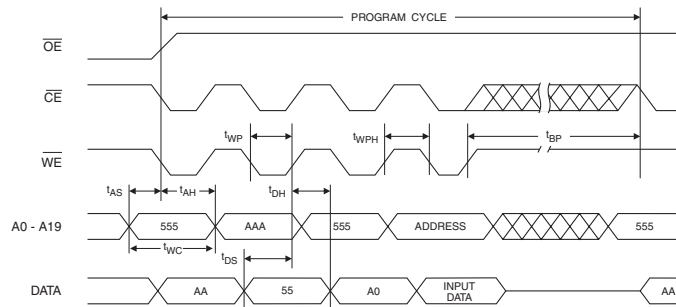 PROGRAM CYCLE
OE
CE
tWP tWPH tBP
WE
tAS tAH tDH
A0 - A19 555 AAA 555 ADDRESS 555
tWC
tDS
DATA AA 55 A0 INPUT DATA AA